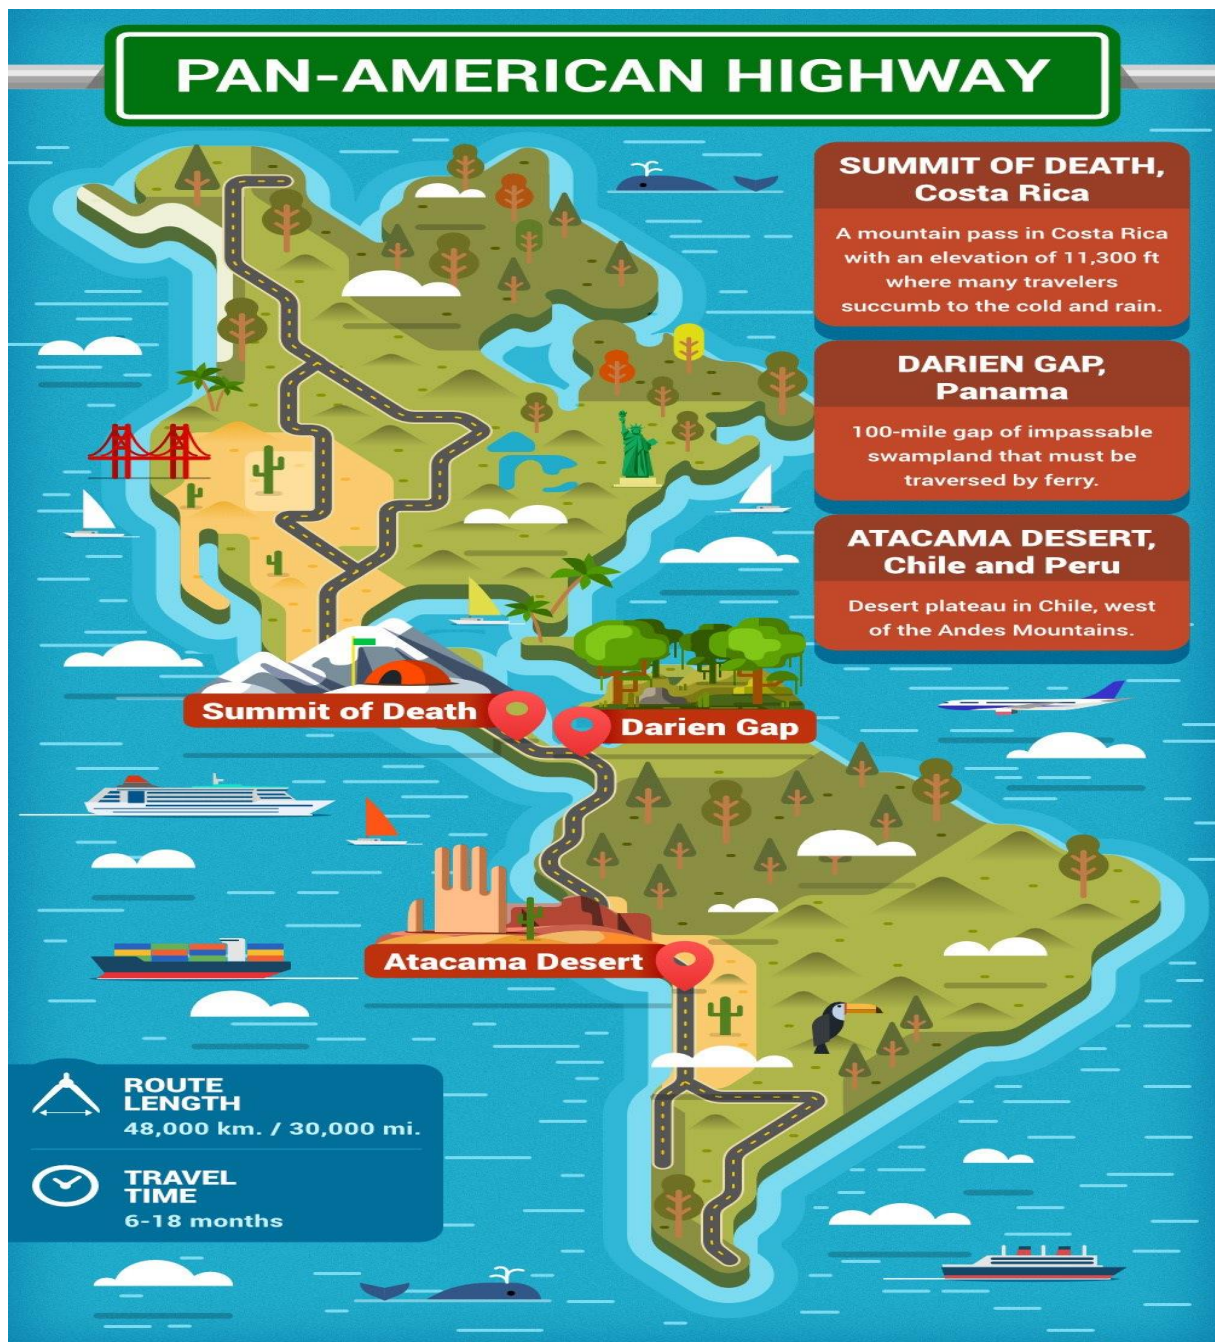 PAN-AMERICAN HIGHWAY
SUMMIT OF DEATH,
Costa Rica
A mountain pass in Costa Rica
with an elevation of 11,300 ft
where many travelers
succumb to the cold and rain.
DARIEN GAP,
Panama
100-mile gap of impassable
swampland that must be
traversed by ferry.
ATACAMA DESERT,
Chile and Peru
Desert plateau in Chile, west
of the Andes Mountains.
Summit of Death
Darien Gap
Atacama Desert
ROUTE
LENGTH
48,000 km. / 30,000 mi.
TRAVEL
TIME
6-18 months